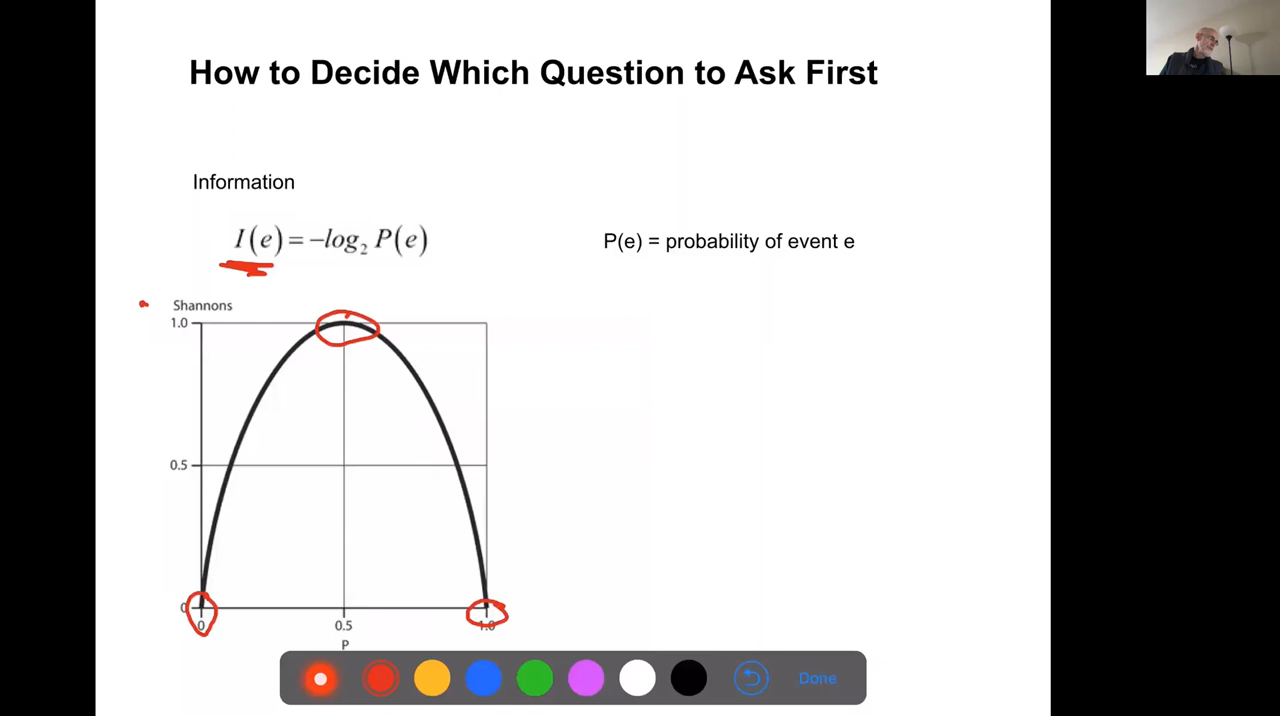 How to Decide Which Question to Ask First
Information
I(e) = –log₂ P(e)
P(e) = probability of event e
Shannons
1.0
0.5
0
0
0.5
1.0
P
Done